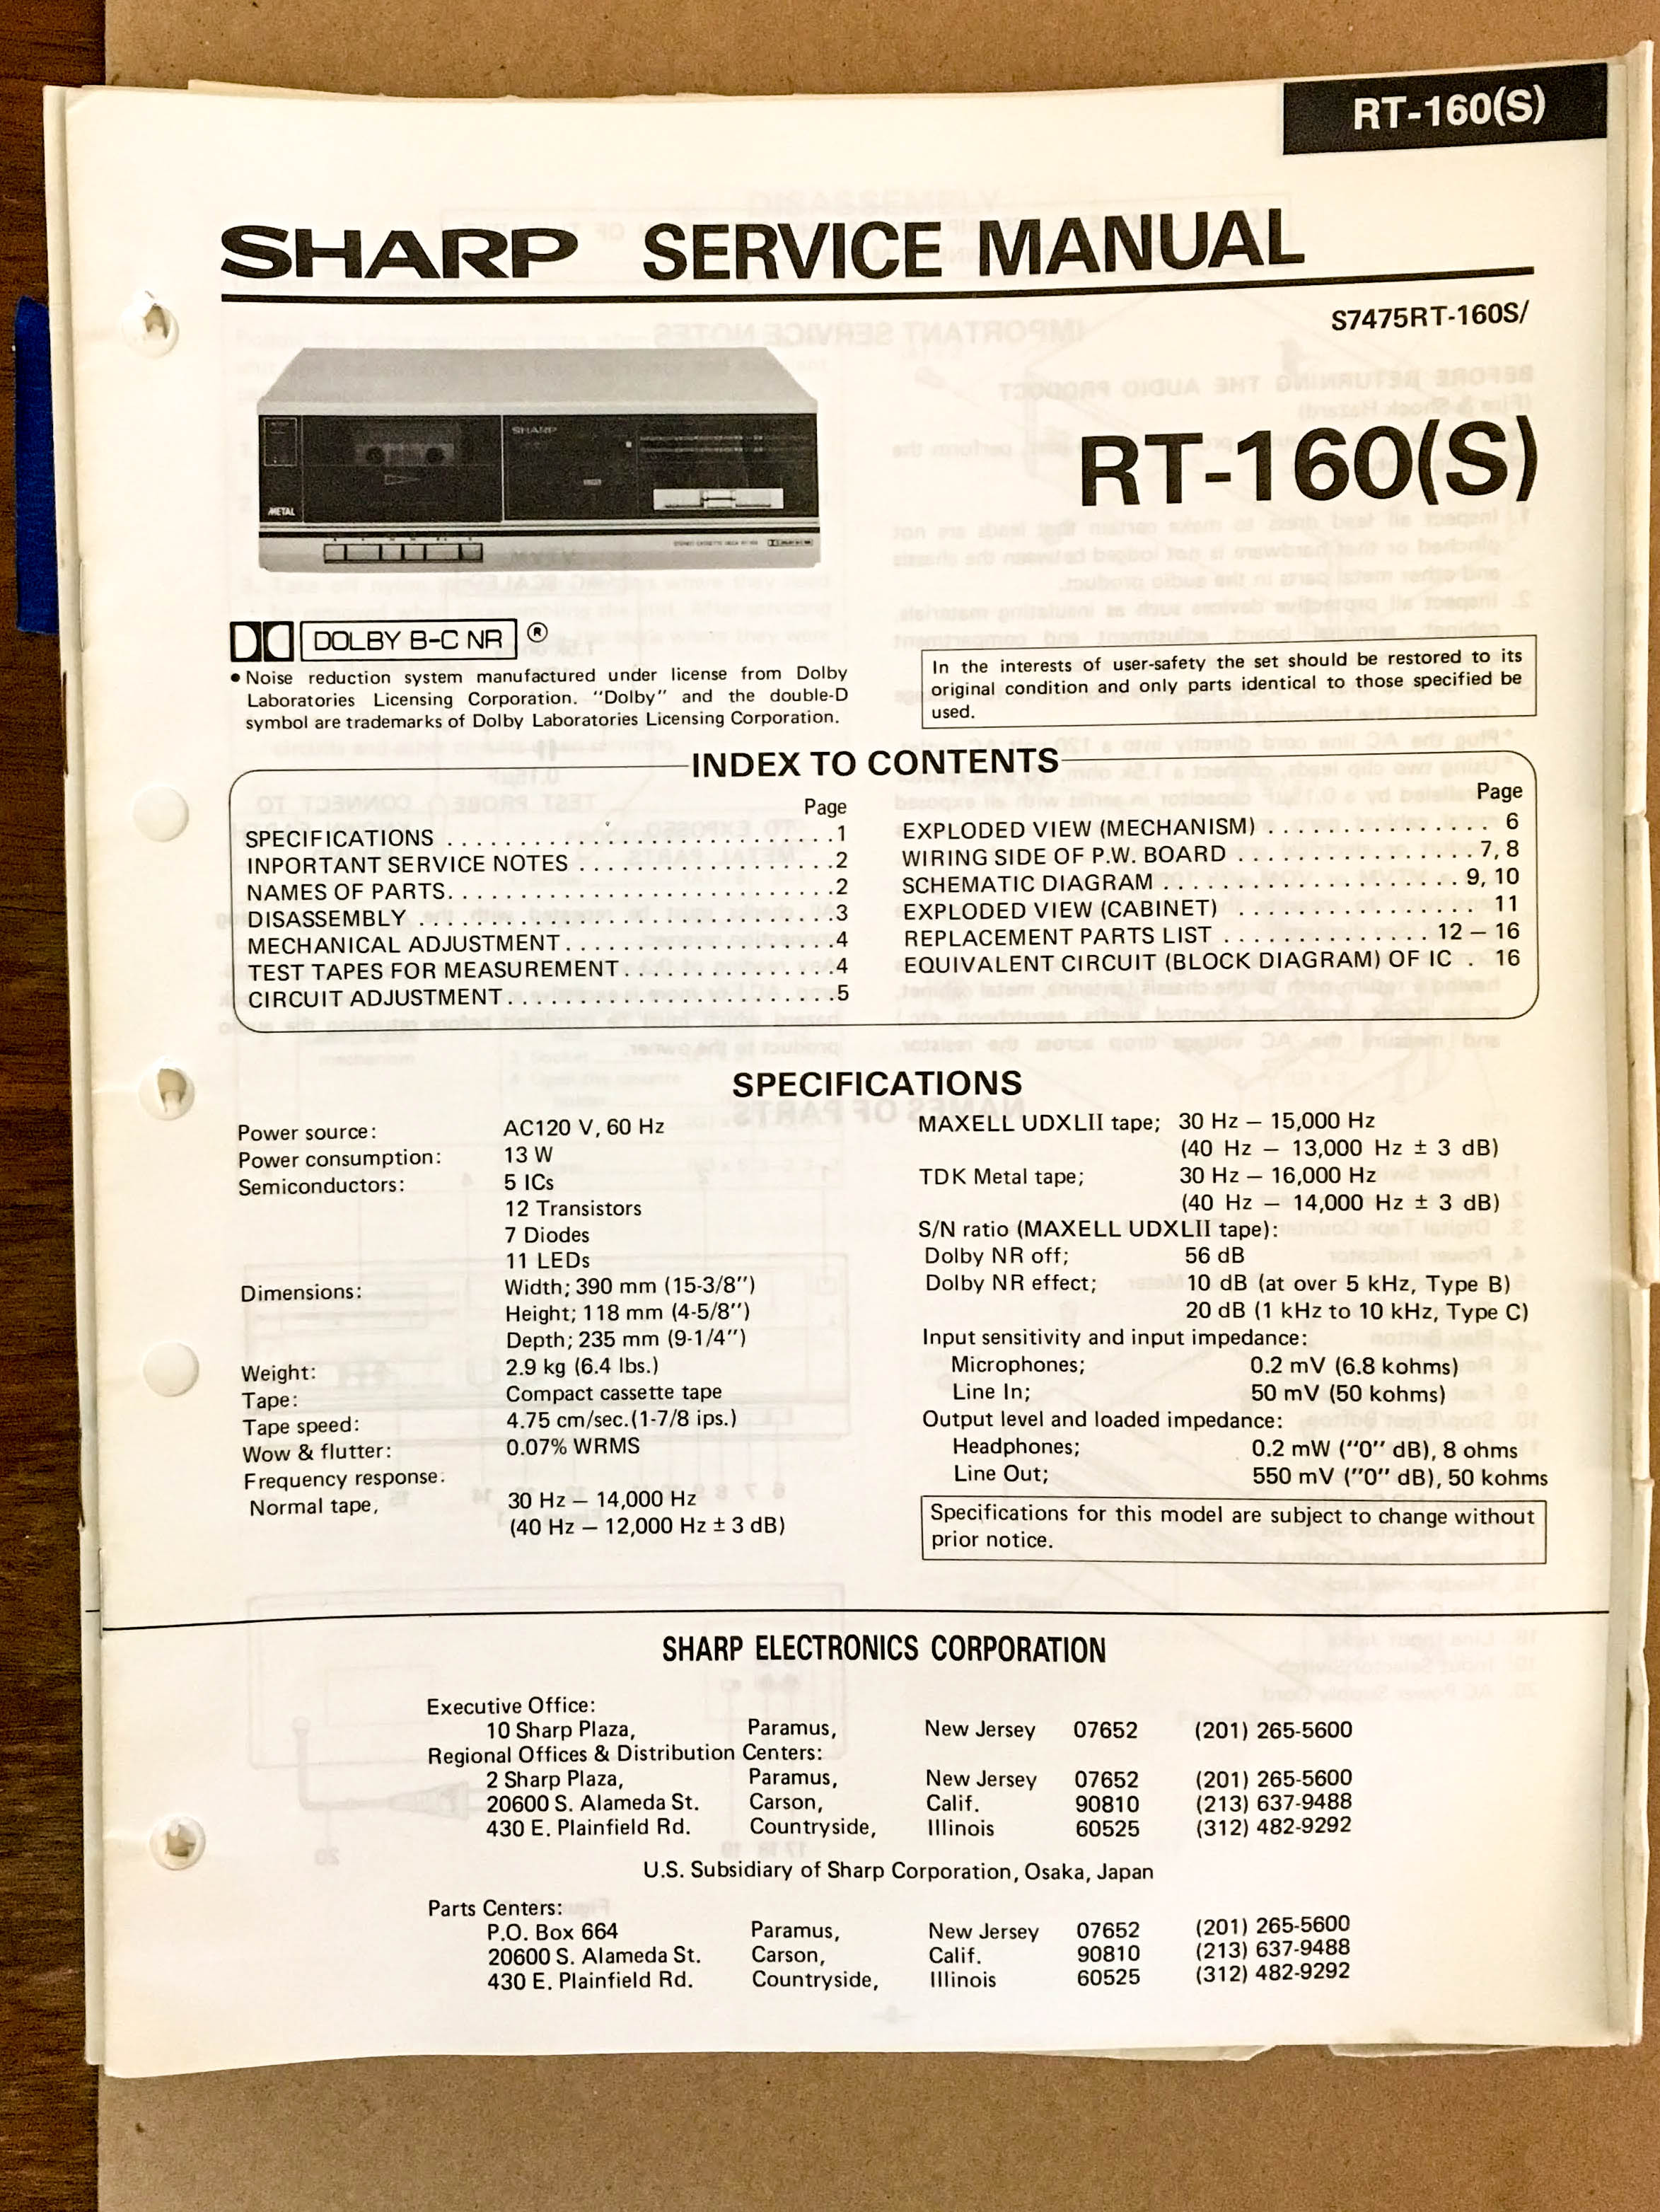 RT-160(S)
SHARP SERVICE MANUAL
S7475RT-160S/
RT-160(S)
SHARP
METAL
DOLBY B-C NR ®
● Noise reduction system manufactured under license from Dolby
Laboratories Licensing Corporation. "Dolby" and the double-D
symbol are trademarks of Dolby Laboratories Licensing Corporation.
In the interests of user-safety the set should be restored to its
original condition and only parts identical to those specified be
used.
INDEX TO CONTENTS
Page
SPECIFICATIONS . . . . . . . . . . . . . . . . . . . . . . . . . . .1
INPORTANT SERVICE NOTES . . . . . . . . . . . . . . . . . .2
NAMES OF PARTS. . . . . . . . . . . . . . . . . . . . . . . . . . .2
DISASSEMBLY . . . . . . . . . . . . . . . . . . . . . . . . . . . . .3
MECHANICAL ADJUSTMENT. . . . . . . . . . . . . . . . . . .4
TEST TAPES FOR MEASUREMENT. . . . . . . . . . . . . . .4
CIRCUIT ADJUSTMENT. . . . . . . . . . . . . . . . . . . . . . .5
Page
EXPLODED VIEW (MECHANISM) . . . . . . . . . . . . . . . 6
WIRING SIDE OF P.W. BOARD . . . . . . . . . . . . . . . . 7, 8
SCHEMATIC DIAGRAM . . . . . . . . . . . . . . . . . . . . 9, 10
EXPLODED VIEW (CABINET) . . . . . . . . . . . . . . . . 11
REPLACEMENT PARTS LIST . . . . . . . . . . . . . . 12 – 16
EQUIVALENT CIRCUIT (BLOCK DIAGRAM) OF IC . 16
SPECIFICATIONS
Power source: AC120 V, 60 Hz
Power consumption: 13 W
Semiconductors: 5 ICs
12 Transistors
7 Diodes
11 LEDs
Dimensions: Width; 390 mm (15-3/8")
Height; 118 mm (4-5/8")
Depth; 235 mm (9-1/4")
Weight: 2.9 kg (6.4 lbs.)
Tape: Compact cassette tape
Tape speed: 4.75 cm/sec.(1-7/8 ips.)
Wow & flutter: 0.07% WRMS
Frequency response:
Normal tape, 30 Hz – 14,000 Hz
(40 Hz – 12,000 Hz ± 3 dB)
MAXELL UDXLII tape; 30 Hz – 15,000 Hz
(40 Hz – 13,000 Hz ± 3 dB)
TDK Metal tape; 30 Hz – 16,000 Hz
(40 Hz – 14,000 Hz ± 3 dB)
S/N ratio (MAXELL UDXLII tape):
Dolby NR off; 56 dB
Dolby NR effect; 10 dB (at over 5 kHz, Type B)
20 dB (1 kHz to 10 kHz, Type C)
Input sensitivity and input impedance:
Microphones; 0.2 mV (6.8 kohms)
Line In; 50 mV (50 kohms)
Output level and loaded impedance:
Headphones; 0.2 mW ("0" dB), 8 ohms
Line Out; 550 mV ("0" dB), 50 kohms
Specifications for this model are subject to change without
prior notice.
SHARP ELECTRONICS CORPORATION
Executive Office:
10 Sharp Plaza, Paramus, New Jersey 07652 (201) 265-5600
Regional Offices & Distribution Centers:
2 Sharp Plaza, Paramus, New Jersey 07652 (201) 265-5600
20600 S. Alameda St. Carson, Calif. 90810 (213) 637-9488
430 E. Plainfield Rd. Countryside, Illinois 60525 (312) 482-9292
U.S. Subsidiary of Sharp Corporation, Osaka, Japan
Parts Centers:
P.O. Box 664 Paramus, New Jersey 07652 (201) 265-5600
20600 S. Alameda St. Carson, Calif. 90810 (213) 637-9488
430 E. Plainfield Rd. Countryside, Illinois 60525 (312) 482-9292